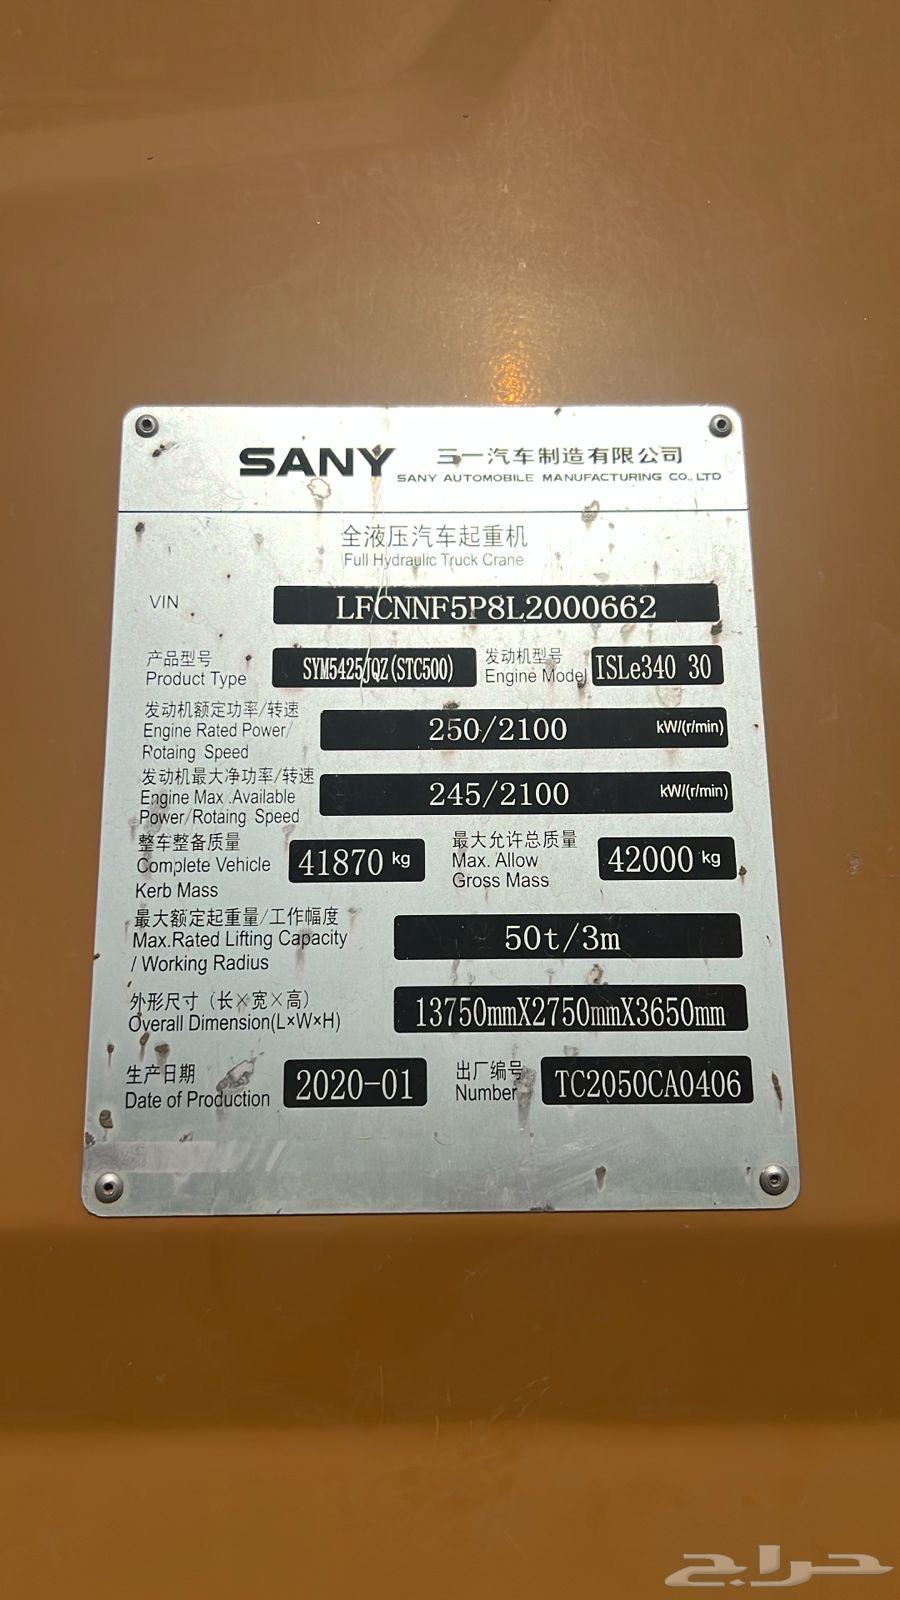 SANY 三一汽车制造有限公司
SANY AUTOMOBILE MANUFACTURING CO., LTD
全液压汽车起重机
Full Hydraulic Truck Crane
VIN LFCNNF5P8L2000662
产品型号 发动机型号
Product Type SYM5425JQZ(STC500) Engine Model ISLe340 30
发动机额定功率/转速
Engine Rated Power/ 250/2100 kW/(r/min)
Rotaing Speed
发动机最大净功率/转速
Engine Max .Available 245/2100 kW/(r/min)
Power/Rotaing Speed
整车整备质量 最大允许总质量
Complete Vehicle 41870 kg Max. Allow 42000 kg
Kerb Mass Gross Mass
最大额定起重量/工作幅度
Max.Rated Lifting Capacity 50t/3m
/ Working Radius
外形尺寸（长×宽×高）
Overall Dimension(L×W×H) 13750mmX2750mmX3650mm
生产日期 出厂编号
Date of Production 2020-01 Number TC2050CA0406
حراج